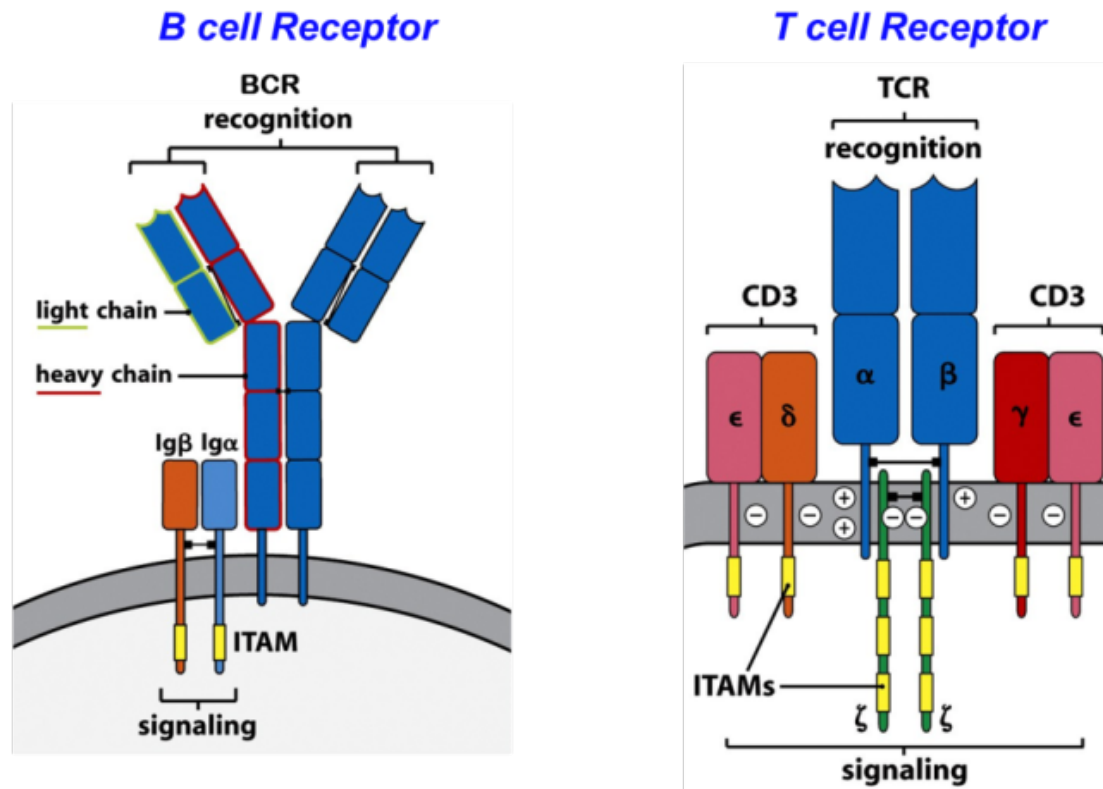 B cell Receptor
BCR
recognition
light chain
heavy chain
Igβ Igα
ITAM
signaling
T cell Receptor
TCR
recognition
CD3
CD3
α
β
ϵ
δ
γ
ϵ
+
+
+
−
−
−
−
−
−
ITAMs
ζ
ζ
signaling